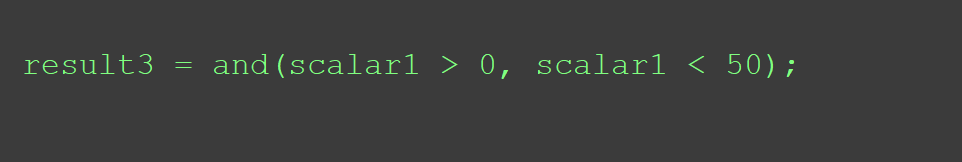 result3 = and(scalar1 > 0, scalar1 < 50);